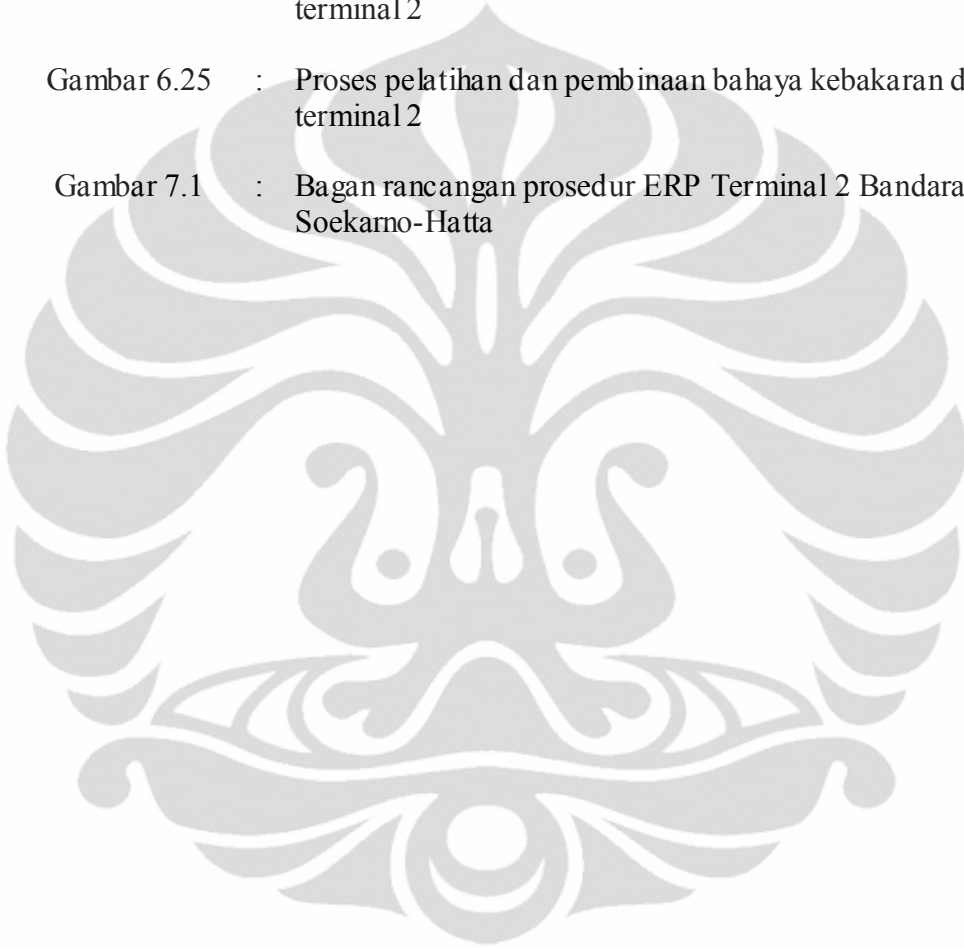 terminal 2
Gambar 6.25 : Proses pelatihan dan pembinaan bahaya kebakaran d
terminal 2
Gambar 7.1 : Bagan rancangan prosedur ERP Terminal 2 Bandara
Soekarno-Hatta